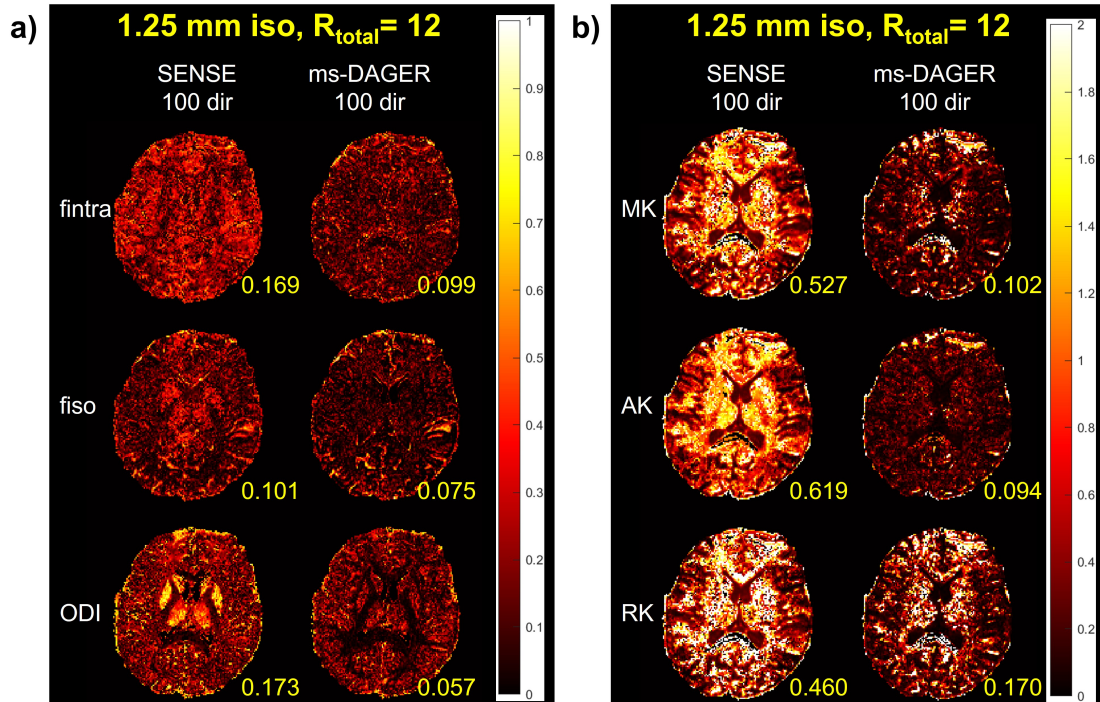 a)
1.25 mm iso, Rtotal= 12
SENSE
100 dir
ms-DAGER
100 dir
fintra
0.169
0.099
fiso
0.101
0.075
ODI
0.173
0.057
1
0.9
0.8
0.7
0.6
0.5
0.4
0.3
0.2
0.1
0
b)
1.25 mm iso, Rtotal= 12
SENSE
100 dir
ms-DAGER
100 dir
MK
0.527
0.102
AK
0.619
0.094
RK
0.460
0.170
2
1.8
1.6
1.4
1.2
1
0.8
0.6
0.4
0.2
0